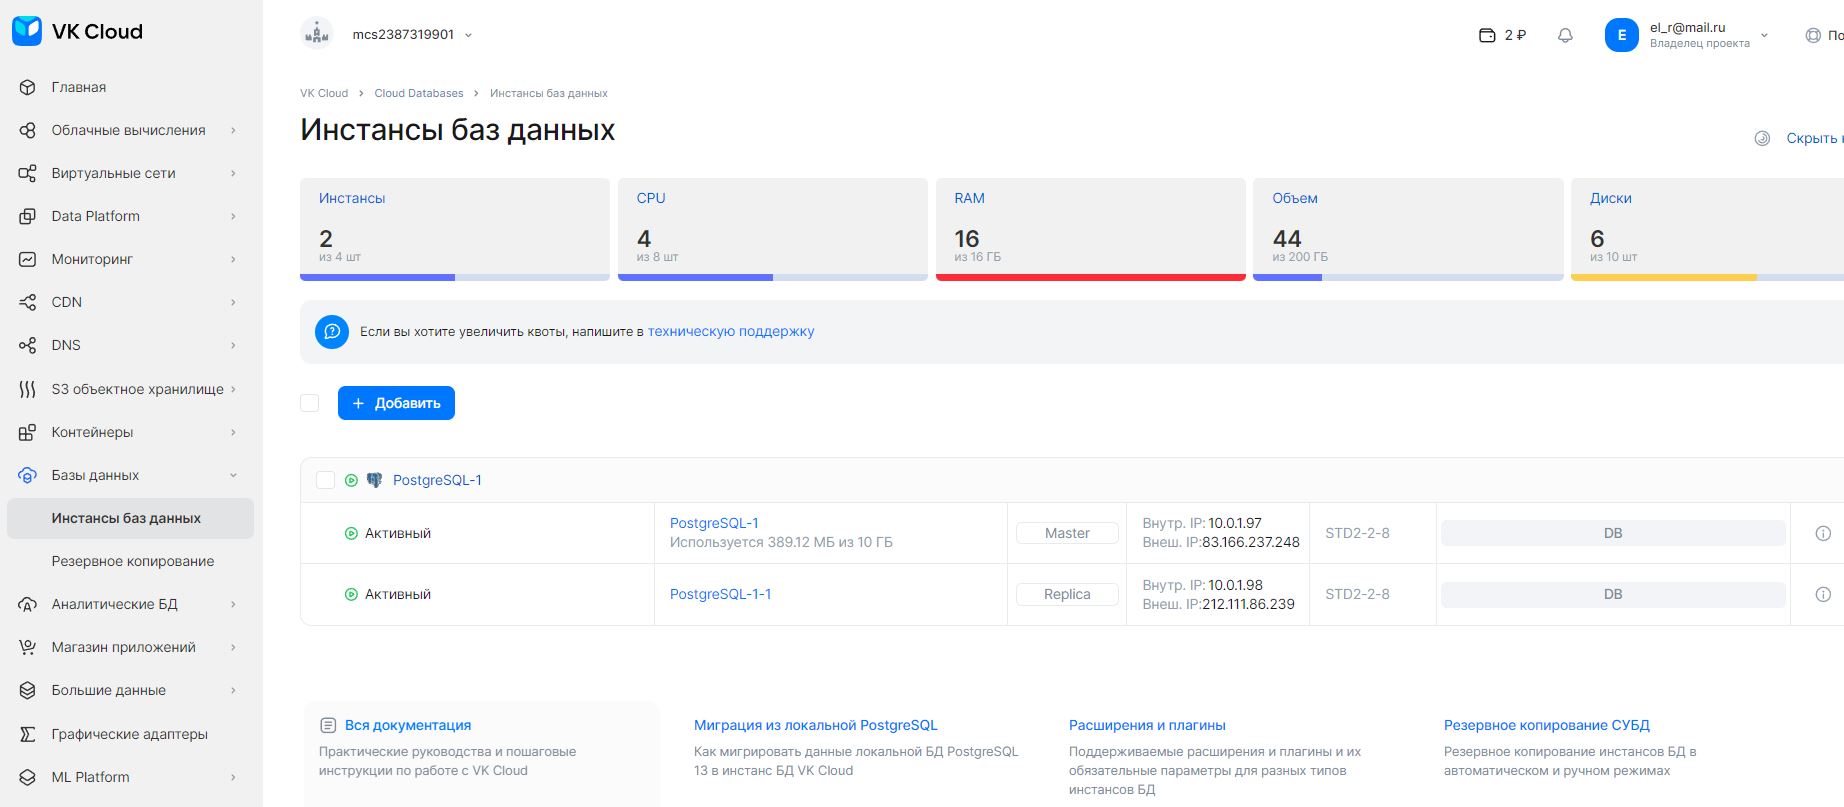 VK Cloud
mcs2387319901
2 ₽
E
el_r@mail.ru
Владелец проекта
Главная
Облачные вычисления
Виртуальные сети
Data Platform
Мониторинг
CDN
DNS
S3 объектное хранилище
Контейнеры
Базы данных
Инстансы баз данных
Резервное копирование
Аналитические БД
Магазин приложений
Большие данные
Графические адаптеры
ML Platform
VK Cloud > Cloud Databases > Инстансы баз данных
Инстансы баз данных
Скрыть
Инстансы
2
из 4 шт
CPU
4
из 8 шт
RAM
16
из 16 ГБ
Объем
44
из 200 ГБ
Диски
6
из 10 шт
Если вы хотите увеличить квоты, напишите в техническую поддержку
+ Добавить
PostgreSQL-1
Активный
PostgreSQL-1
Используется 389.12 МБ из 10 ГБ
Master
Внутр. IP: 10.0.1.97
Внеш. IP:83.166.237.248
STD2-2-8
DB
Активный
PostgreSQL-1-1
Replica
Внутр. IP: 10.0.1.98
Внеш. IP:212.111.86.239
STD2-2-8
DB
Вся документация
Практические руководства и пошаговые
инструкции по работе с VK Cloud
Миграция из локальной PostgreSQL
Как мигрировать данные локальной БД PostgreSQL
13 в инстанс БД VK Cloud
Расширения и плагины
Поддерживаемые расширения и плагины и их
обязательные параметры для разных типов
инстансов БД
Резервное копирование СУБД
Резервное копирование инстансов БД в
автоматическом и ручном режимах